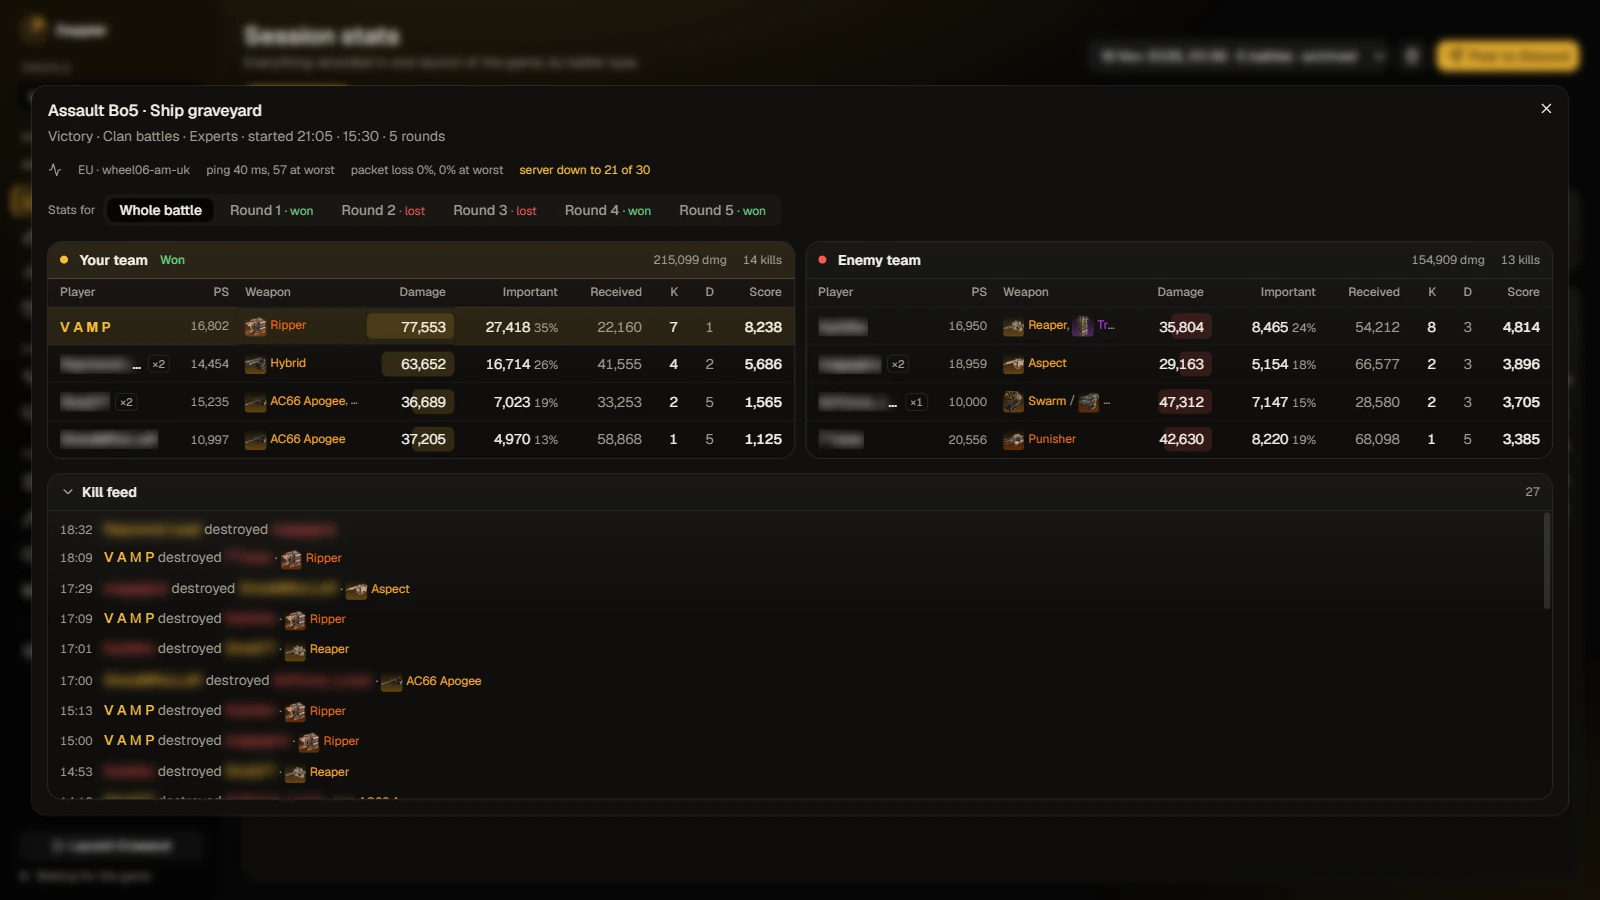 Session stats
Assault Bo5 · Ship graveyard
Victory · Clan battles · Experts · started 21:05 · 15:30 · 5 rounds
EU · wheel06-am-uk ping 40 ms, 57 at worst packet loss 0%, 0% at worst server down to 21 of 30
Stats for Whole battle Round 1 · won Round 2 · lost Round 3 · lost Round 4 · won Round 5 · won
Your team Won 215,099 dmg 14 kills
Player PS Weapon Damage Important Received K D Score
V A M P 16,802 Ripper 77,553 27,418 35% 22,160 7 1 8,238
... ×2 14,454 Hybrid 63,652 16,714 26% 41,555 4 2 5,686
×2 15,235 AC66 Apogee, ... 36,689 7,023 19% 33,253 2 5 1,565
10,997 AC66 Apogee 37,205 4,970 13% 58,868 1 5 1,125
Enemy team 154,909 dmg 13 kills
Player PS Weapon Damage Important Received K D Score
16,950 Reaper, Tr... 35,804 8,465 24% 54,212 8 3 4,814
×2 18,959 Aspect 29,163 5,154 18% 66,577 2 3 3,896
... ×1 10,000 Swarm / ... 47,312 7,147 15% 28,580 2 3 3,705
20,556 Punisher 42,630 8,220 19% 68,098 1 5 3,385
Kill feed 27
18:32 destroyed
18:09 V A M P destroyed · Ripper
17:29 destroyed · Aspect
17:09 V A M P destroyed · Ripper
17:01 destroyed · Reaper
17:00 destroyed · AC66 Apogee
15:13 V A M P destroyed · Ripper
15:00 V A M P destroyed · Ripper
14:53 destroyed · Reaper